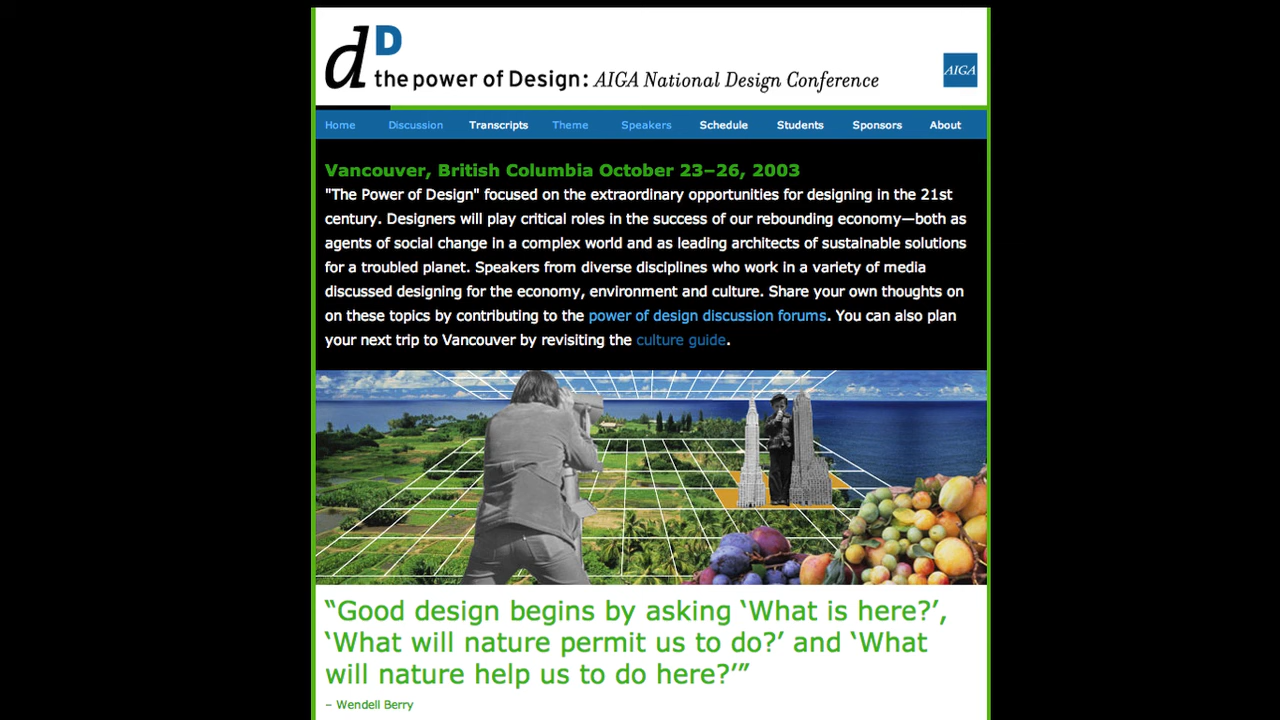 dD
the power of Design: AIGA National Design Conference
AIGA
Home Discussion Transcripts Theme Speakers Schedule Students Sponsors About
Vancouver, British Columbia October 23–26, 2003
"The Power of Design" focused on the extraordinary opportunities for designing in the 21st
century. Designers will play critical roles in the success of our rebounding economy—both as
agents of social change in a complex world and as leading architects of sustainable solutions
for a troubled planet. Speakers from diverse disciplines who work in a variety of media
discussed designing for the economy, environment and culture. Share your own thoughts on
on these topics by contributing to the power of design discussion forums. You can also plan
your next trip to Vancouver by revisiting the culture guide.
“Good design begins by asking ‘What is here?’,
‘What will nature permit us to do?’ and ‘What
will nature help us to do here?’”
– Wendell Berry